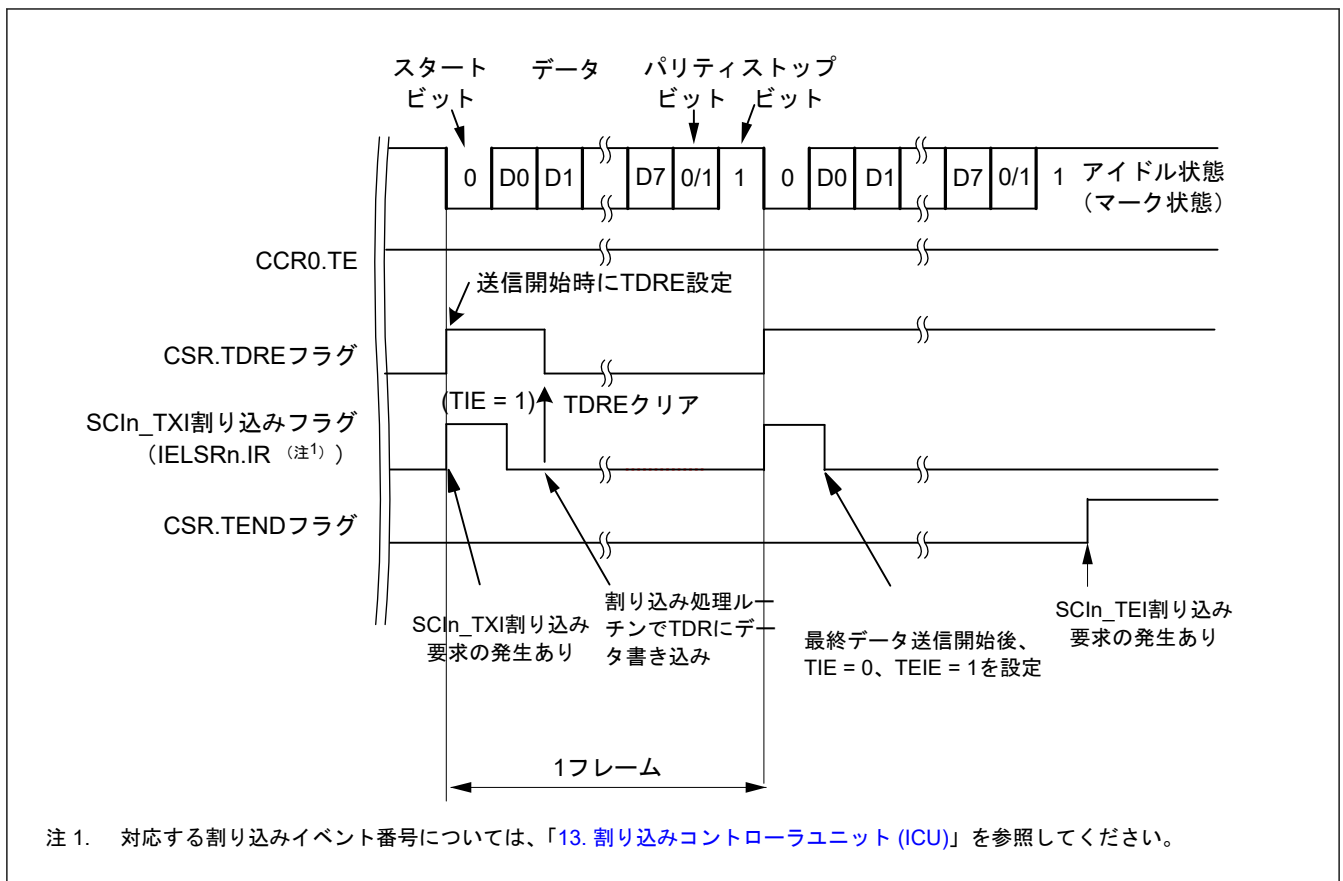 スタート
ビット
データ
パリティ
ビット
ストップ
ビット
0 D0 D1 D7 0/1 1 0 D0 D1 D7 0/1 1
アイドル状態
(マーク状態)
CCR0.TE
送信開始時にTDRE設定
CSR.TDREフラグ
(TIE = 1)
TDREクリア
SCIn_TXI割り込みフラグ
(IELSRn.IR (注1) )
CSR.TENDフラグ
SCIn_TXI割り込み
要求の発生あり
割り込み処理ルー
チンでTDRにデー
タ書き込み
最終データ送信開始後、
TIE = 0、TEIE = 1を設定
SCIn_TEI割り込み
要求の発生あり
1フレーム
注 1. 対応する割り込みイベント番号については、「13. 割り込みコントローラユニット (ICU)」を参照してください。